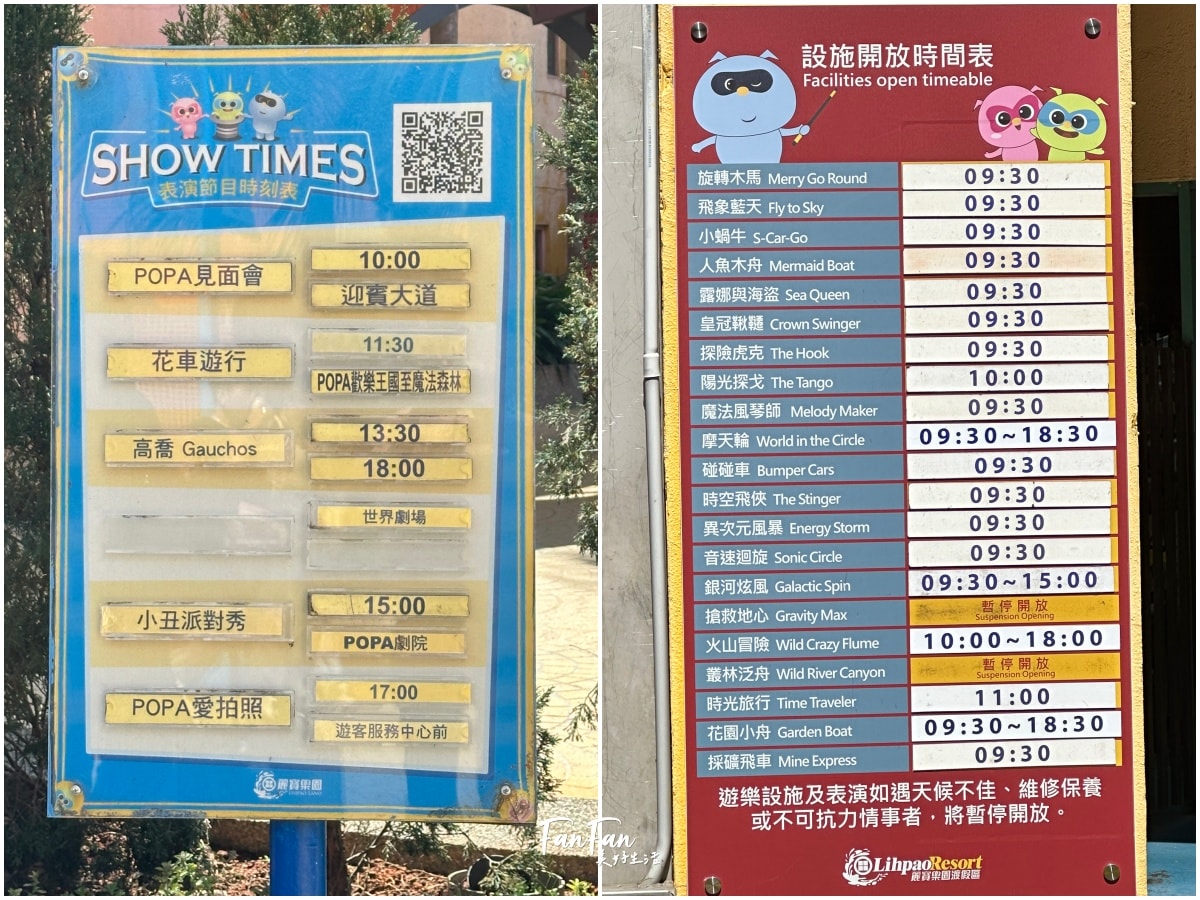 SHOW TIMES
表演節目時刻表
POPA見面會
10:00
迎賓大道
花車遊行
11:30
POPA歡樂王國至魔法森林
高喬 Gauchos
13:30
18:00
世界劇場
小丑派對秀
15:00
POPA劇院
POPA愛拍照
17:00
遊客服務中心前
麗寶樂園
設施開放時間表
Facilities open timeable
旋轉木馬 Merry Go Round 09:30
飛象藍天 Fly to Sky 09:30
小蝸牛 S-Car-Go 09:30
人魚木舟 Mermaid Boat 09:30
露娜與海盜 Sea Queen 09:30
皇冠鞦韆 Crown Swinger 09:30
探險虎克 The Hook 09:30
陽光探戈 The Tango 10:00
魔法風琴師 Melody Maker 09:30
摩天輪 World in the Circle 09:30~18:30
碰碰車 Bumper Cars 09:30
時空飛俠 The Stinger 09:30
異次元風暴 Energy Storm 09:30
音速迴旋 Sonic Circle 09:30
銀河炫風 Galactic Spin 09:30~15:00
搶救地心 Gravity Max 暫停開放
Suspension Opening
火山冒險 Wild Crazy Flume 10:00~18:00
叢林泛舟 Wild River Canyon 暫停開放
Suspension Opening
時光旅行 Time Traveler 11:00
花園小舟 Garden Boat 09:30~18:30
採礦飛車 Mine Express 09:30
遊樂設施及表演如遇天候不佳、維修保養
或不可抗力情事者，將暫停開放。
LihpaoResort
麗寶樂園渡假區
FanTan
美好生活